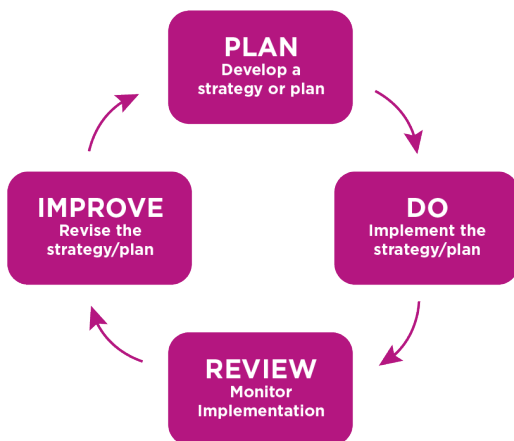 PLAN
Develop a
strategy or plan
DO
Implement the
strategy/plan
REVIEW
Monitor
Implementation
IMPROVE
Revise the
strategy/plan